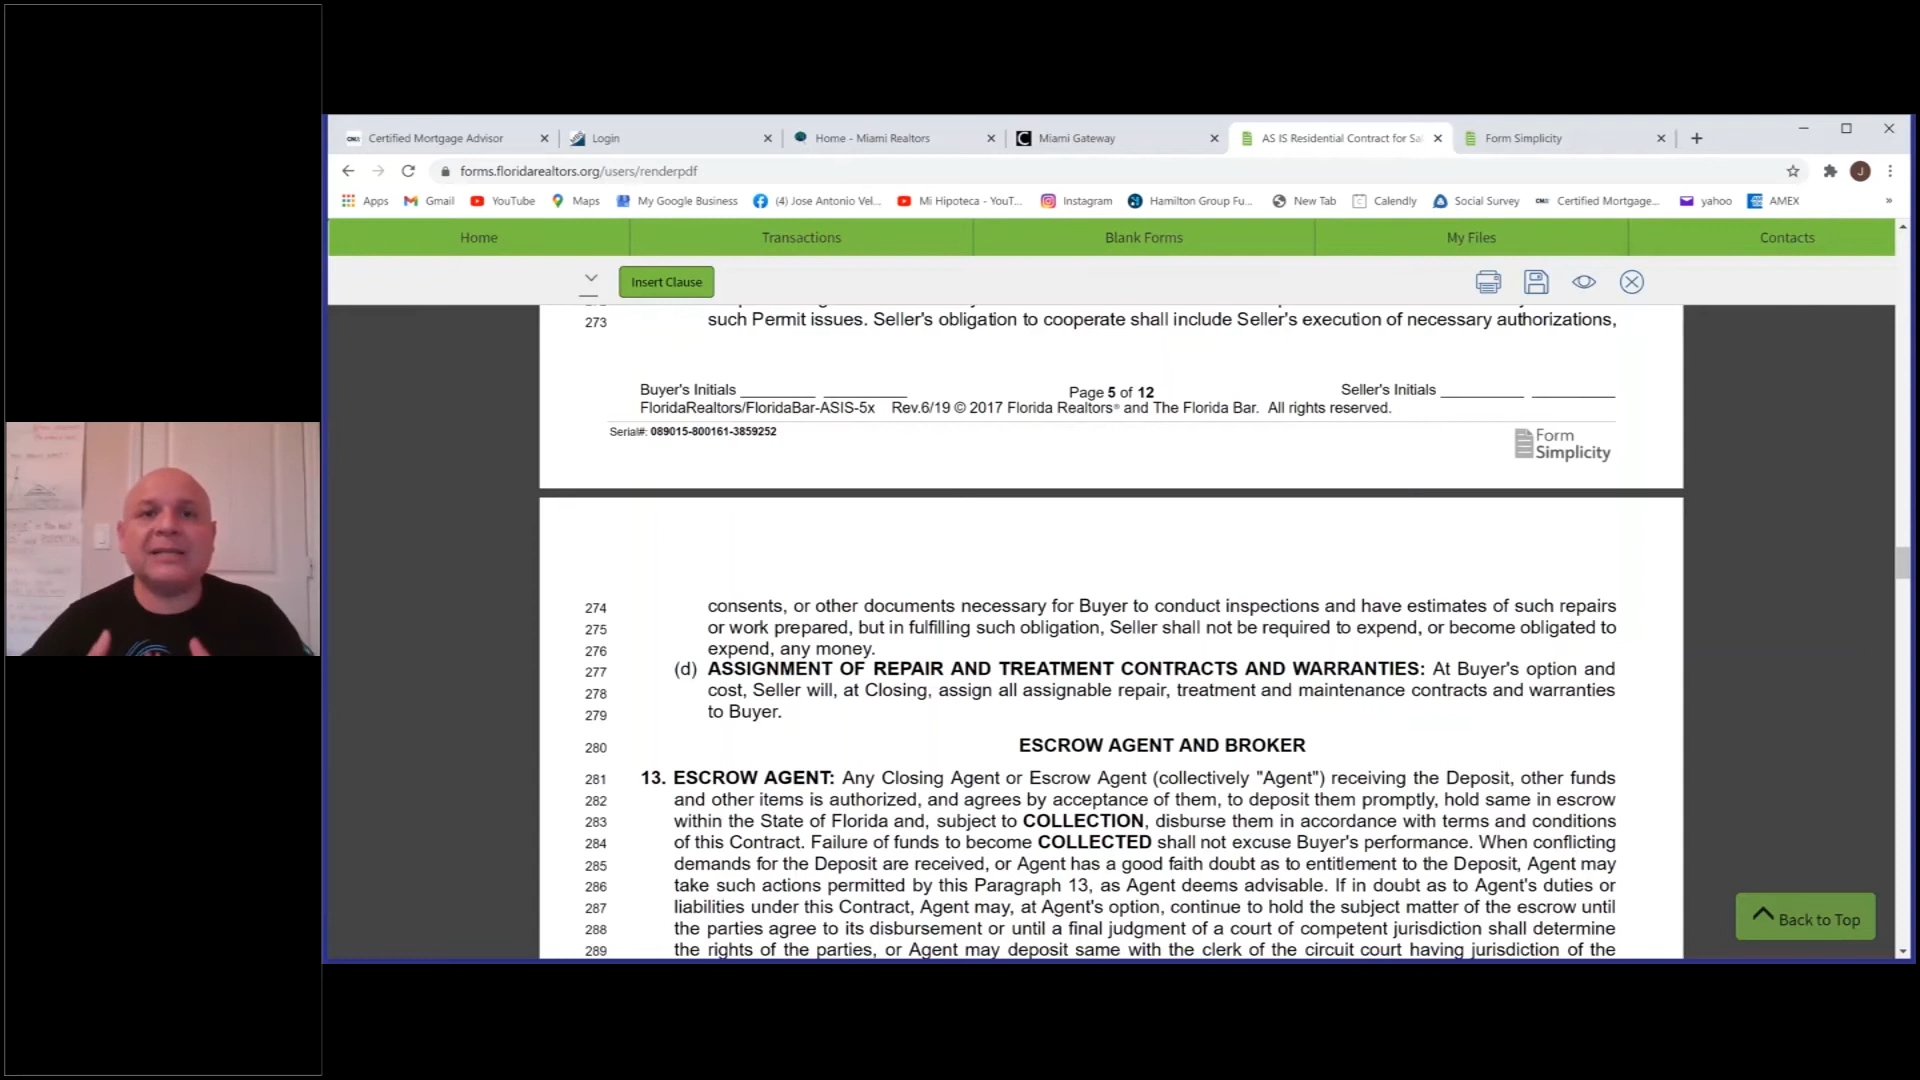 Certified Mortgage Advisor
Login
Home - Miami Realtors
Miami Gateway
AS IS Residential Contract for Sa
Form Simplicity
forms.floridarealtors.org/users/renderpdf
J
Apps
Gmail
YouTube
Maps
My Google Business
(4) Jose Antonio Vel...
Mi Hipoteca - YouT...
Instagram
Hamilton Group Fu...
New Tab
Calendly
Social Survey
Certified Mortgage...
yahoo
AMEX
Home
Transactions
Blank Forms
My Files
Contacts
Insert Clause
273 such Permit issues. Seller's obligation to cooperate shall include Seller's execution of necessary authorizations,
Buyer's Initials ________ ________ Page 5 of 12 Seller's Initials ________ ________
FloridaRealtors/FloridaBar-ASIS-5x Rev.6/19 © 2017 Florida Realtors® and The Florida Bar. All rights reserved.
Serial#: 089015-800161-3859252
Form
Simplicity
274 consents, or other documents necessary for Buyer to conduct inspections and have estimates of such repairs
275 or work prepared, but in fulfilling such obligation, Seller shall not be required to expend, or become obligated to
276 expend, any money.
277 (d) ASSIGNMENT OF REPAIR AND TREATMENT CONTRACTS AND WARRANTIES: At Buyer's option and
278 cost, Seller will, at Closing, assign all assignable repair, treatment and maintenance contracts and warranties
279 to Buyer.
280 ESCROW AGENT AND BROKER
281 13. ESCROW AGENT: Any Closing Agent or Escrow Agent (collectively "Agent") receiving the Deposit, other funds
282 and other items is authorized, and agrees by acceptance of them, to deposit them promptly, hold same in escrow
283 within the State of Florida and, subject to COLLECTION, disburse them in accordance with terms and conditions
284 of this Contract. Failure of funds to become COLLECTED shall not excuse Buyer's performance. When conflicting
285 demands for the Deposit are received, or Agent has a good faith doubt as to entitlement to the Deposit, Agent may
286 take such actions permitted by this Paragraph 13, as Agent deems advisable. If in doubt as to Agent's duties or
287 liabilities under this Contract, Agent may, at Agent's option, continue to hold the subject matter of the escrow until
288 the parties agree to its disbursement or until a final judgment of a court of competent jurisdiction shall determine
289 the rights of the parties, or Agent may deposit same with the clerk of the circuit court having jurisdiction of the
Back to Top